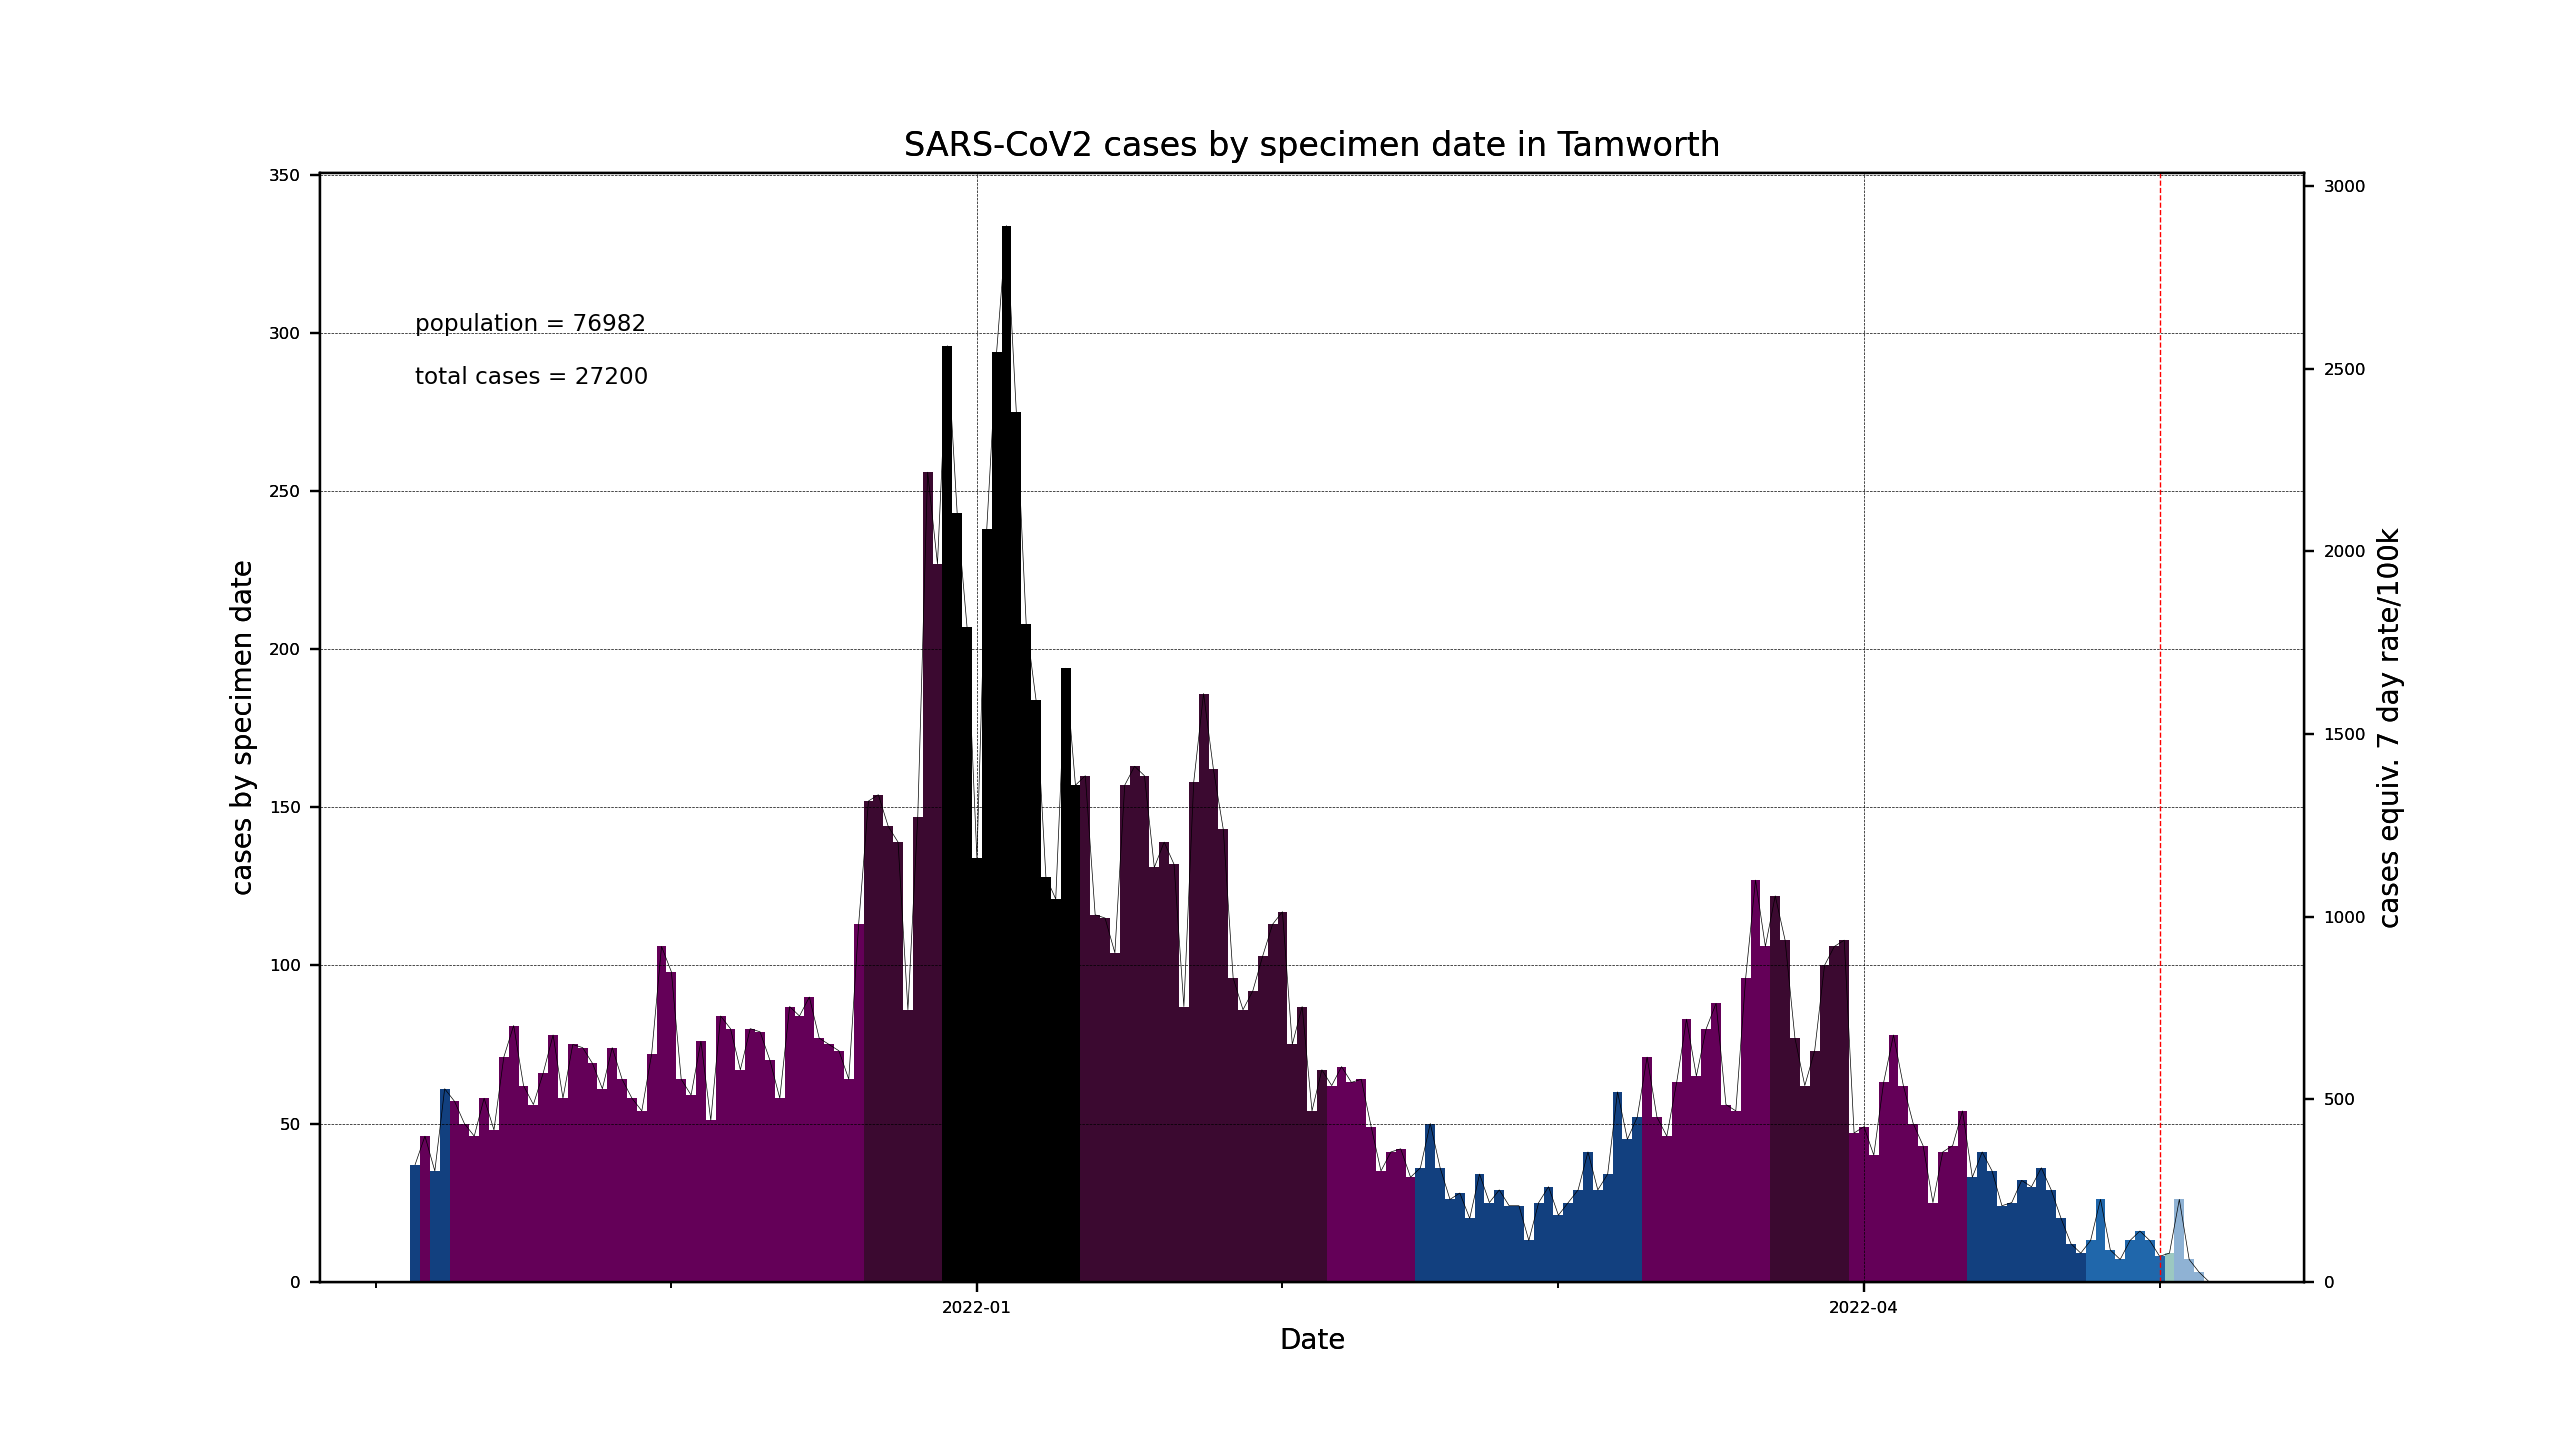 SARS-CoV2 cases by specimen date in Tamworth
350
300
250
200
150
100
50
0
cases by specimen date
population = 76982
total cases = 27200
3000
2500
2000
1500
1000
500
0
cases equiv. 7 day rate/100k
2022-01
2022-04
Date